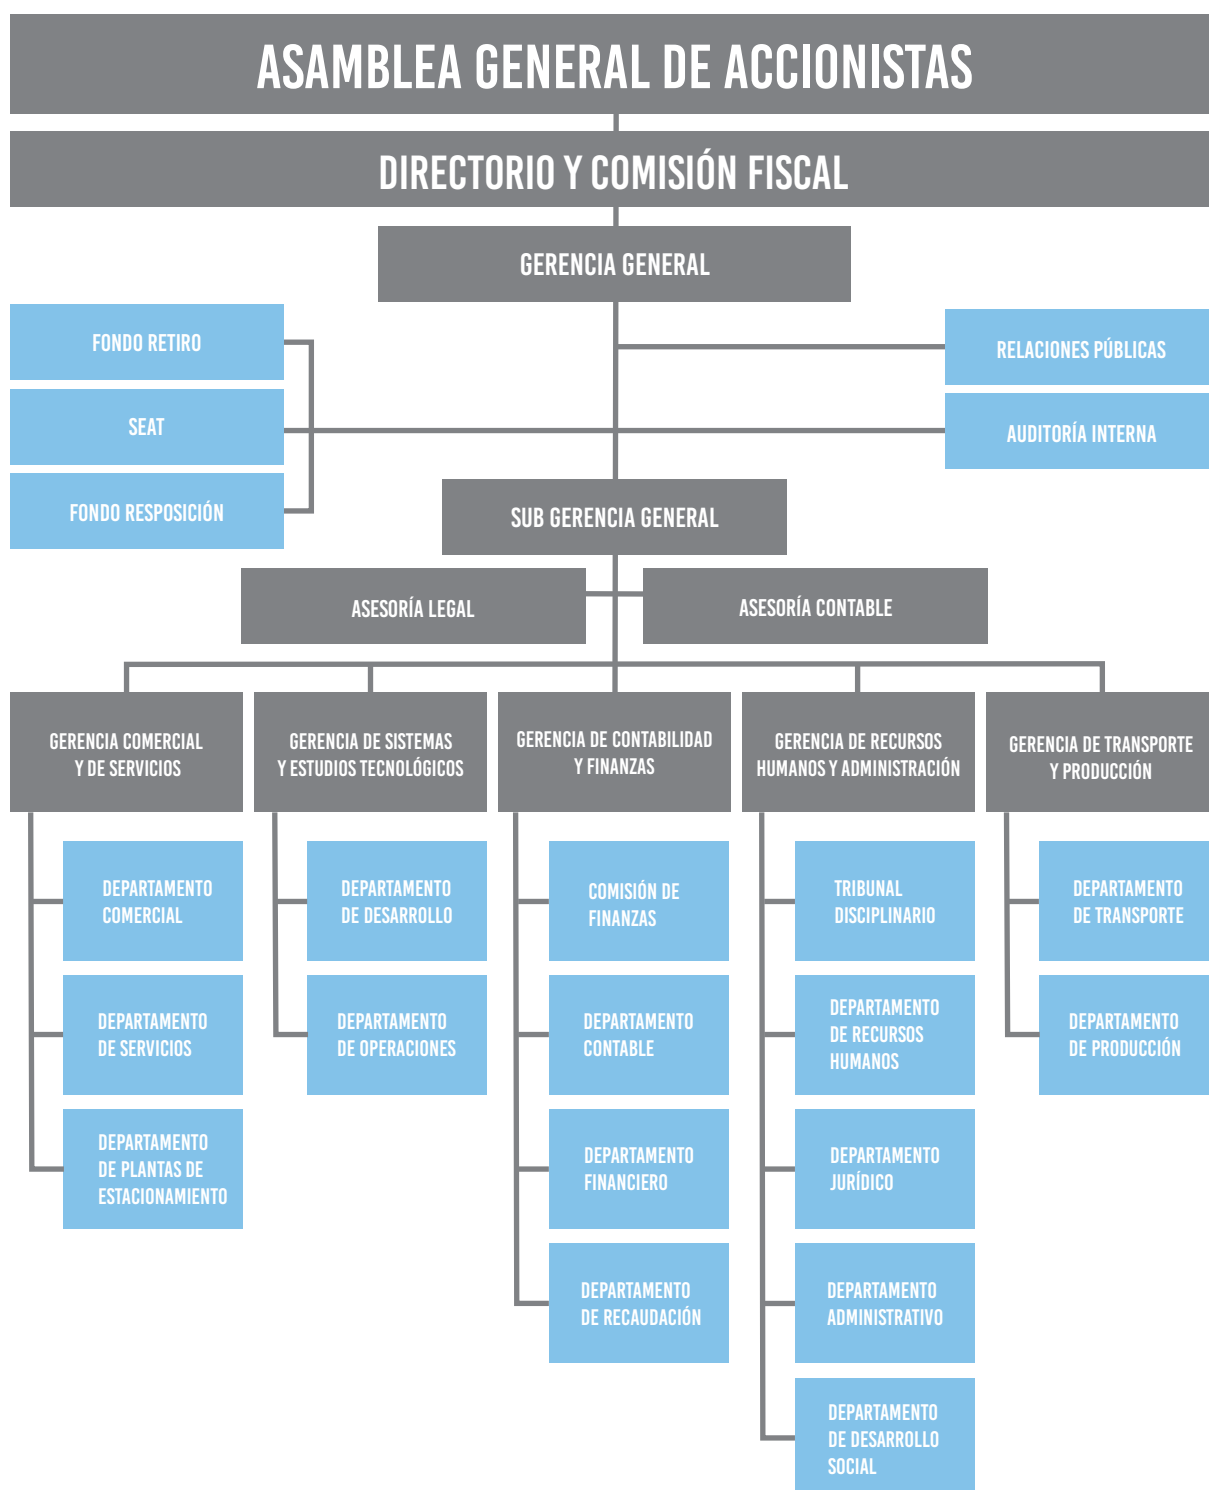 ASAMBLEA GENERAL DE ACCIONISTAS
DIRECTORIO Y COMISIÓN FISCAL
GERENCIA GENERAL
FONDO RETIRO
SEAT
FONDO RESPOSICIÓN
RELACIONES PÚBLICAS
AUDITORÍA INTERNA
SUB GERENCIA GENERAL
ASESORÍA LEGAL
ASESORÍA CONTABLE
GERENCIA COMERCIAL
Y DE SERVICIOS
DEPARTAMENTO
COMERCIAL
DEPARTAMENTO
DE SERVICIOS
DEPARTAMENTO
DE PLANTAS DE
ESTACIONAMIENTO
GERENCIA DE SISTEMAS
Y ESTUDIOS TECNOLÓGICOS
DEPARTAMENTO
DE DESARROLLO
DEPARTAMENTO
DE OPERACIONES
GERENCIA DE CONTABILIDAD
Y FINANZAS
COMISIÓN DE
FINANZAS
DEPARTAMENTO
CONTABLE
DEPARTAMENTO
FINANCIERO
DEPARTAMENTO
DE RECAUDACIÓN
GERENCIA DE RECURSOS
HUMANOS Y ADMINISTRACIÓN
TRIBUNAL
DISCIPLINARIO
DEPARTAMENTO
DE RECURSOS
HUMANOS
DEPARTAMENTO
JURÍDICO
DEPARTAMENTO
ADMINISTRATIVO
DEPARTAMENTO
DE DESARROLLO
SOCIAL
GERENCIA DE TRANSPORTE
Y PRODUCCIÓN
DEPARTAMENTO
DE TRANSPORTE
DEPARTAMENTO
DE PRODUCCIÓN